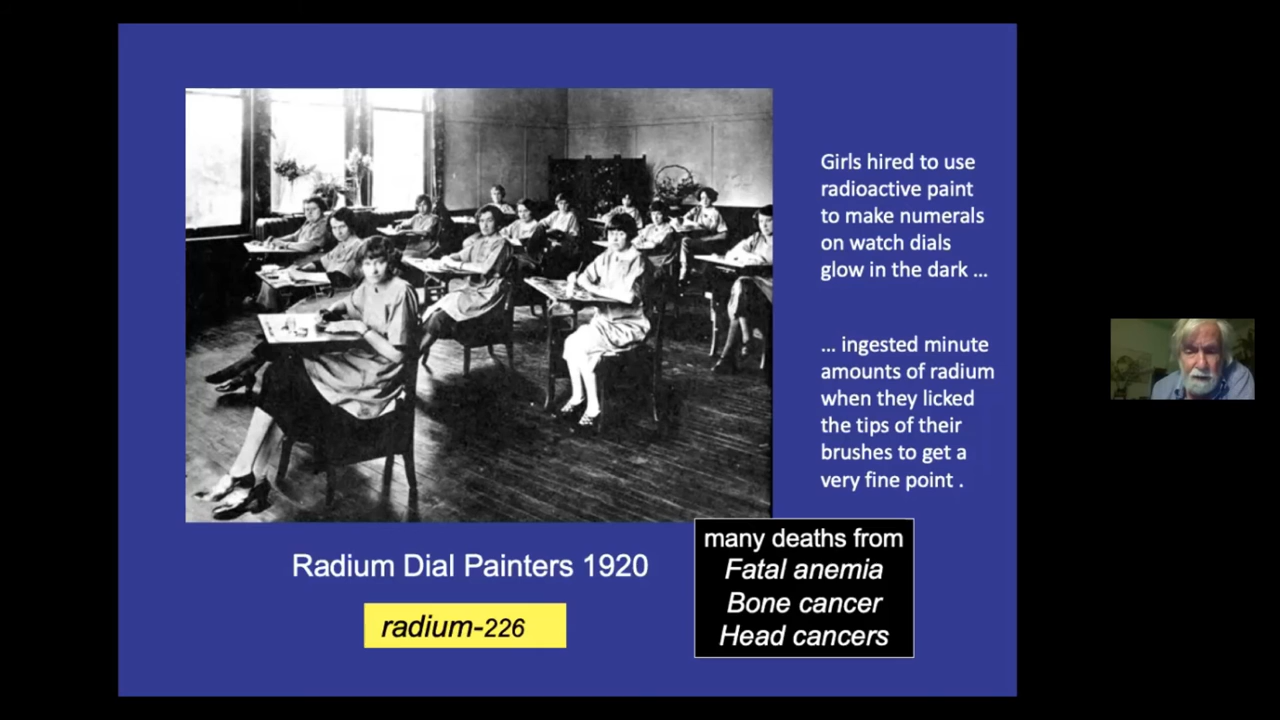 Girls hired to use
radioactive paint
to make numerals
on watch dials
glow in the dark ...
... ingested minute
amounts of radium
when they licked
the tips of their
brushes to get a
very fine point .
many deaths from
Fatal anemia
Bone cancer
Head cancers
Radium Dial Painters 1920
radium-226